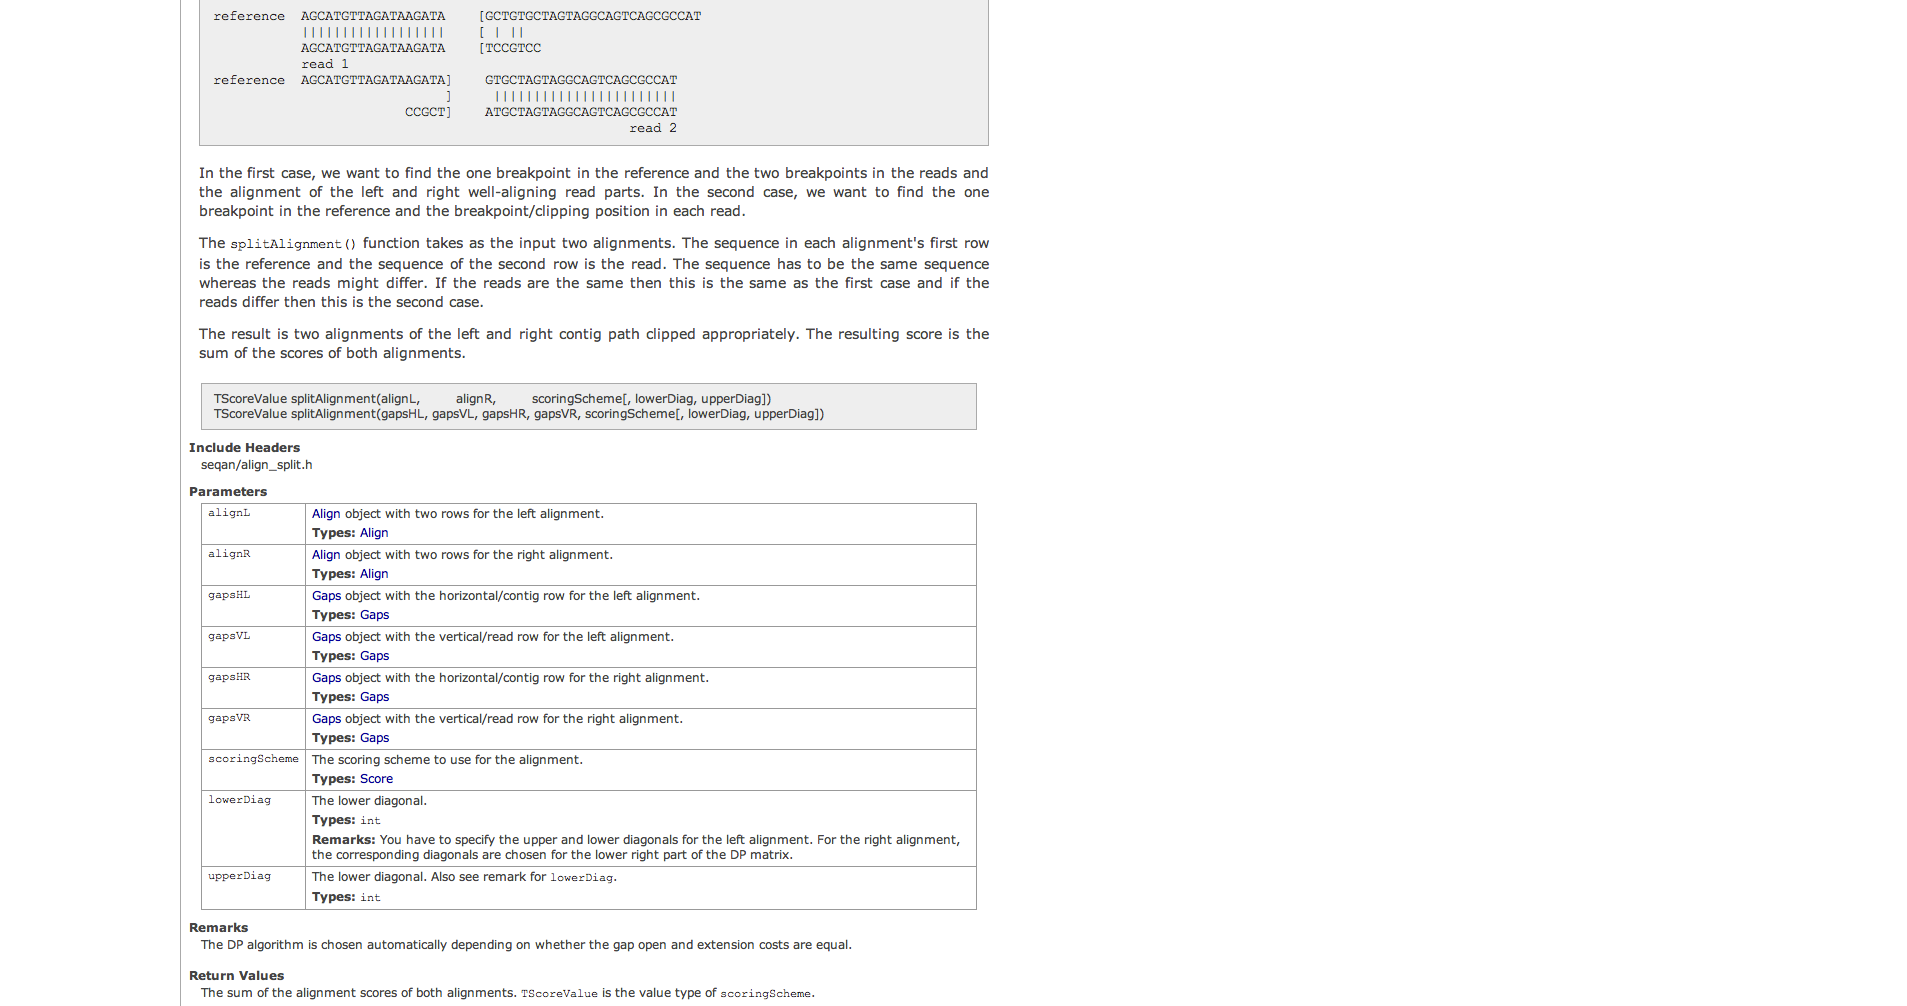 reference  AGCATGTTAGATAAGATA    [GCTGTGCTAGTAGGCAGTCAGCGCCAT
           ||||||||||||||||||    [ | ||
           AGCATGTTAGATAAGATA    [TCCGTCC
           read 1
reference  AGCATGTTAGATAAGATA]    GTGCTAGTAGGCAGTCAGCGCCAT
                             ]     |||||||||||||||||||||||
                        CCGCT]    ATGCTAGTAGGCAGTCAGCGCCAT
                                                    read 2
In the first case, we want to find the one breakpoint in the reference and the two breakpoints in the reads and
the alignment of the left and right well-aligning read parts. In the second case, we want to find the one
breakpoint in the reference and the breakpoint/clipping position in each read.
The splitAlignment() function takes as the input two alignments. The sequence in each alignment's first row
is the reference and the sequence of the second row is the read. The sequence has to be the same sequence
whereas the reads might differ. If the reads are the same then this is the same as the first case and if the
reads differ then this is the second case.
The result is two alignments of the left and right contig path clipped appropriately. The resulting score is the
sum of the scores of both alignments.
TScoreValue splitAlignment(alignL,         alignR,         scoringScheme[, lowerDiag, upperDiag])
TScoreValue splitAlignment(gapsHL, gapsVL, gapsHR, gapsVR, scoringScheme[, lowerDiag, upperDiag])
Include Headers
seqan/align_split.h
Parameters
alignL Align object with two rows for the left alignment.
Types: Align
alignR Align object with two rows for the right alignment.
Types: Align
gapsHL Gaps object with the horizontal/contig row for the left alignment.
Types: Gaps
gapsVL Gaps object with the vertical/read row for the left alignment.
Types: Gaps
gapsHR Gaps object with the horizontal/contig row for the right alignment.
Types: Gaps
gapsVR Gaps object with the vertical/read row for the right alignment.
Types: Gaps
scoringScheme The scoring scheme to use for the alignment.
Types: Score
lowerDiag The lower diagonal.
Types: int
Remarks: You have to specify the upper and lower diagonals for the left alignment. For the right alignment,
the corresponding diagonals are chosen for the lower right part of the DP matrix.
upperDiag The lower diagonal. Also see remark for lowerDiag.
Types: int
Remarks
The DP algorithm is chosen automatically depending on whether the gap open and extension costs are equal.
Return Values
The sum of the alignment scores of both alignments. TScoreValue is the value type of scoringScheme.